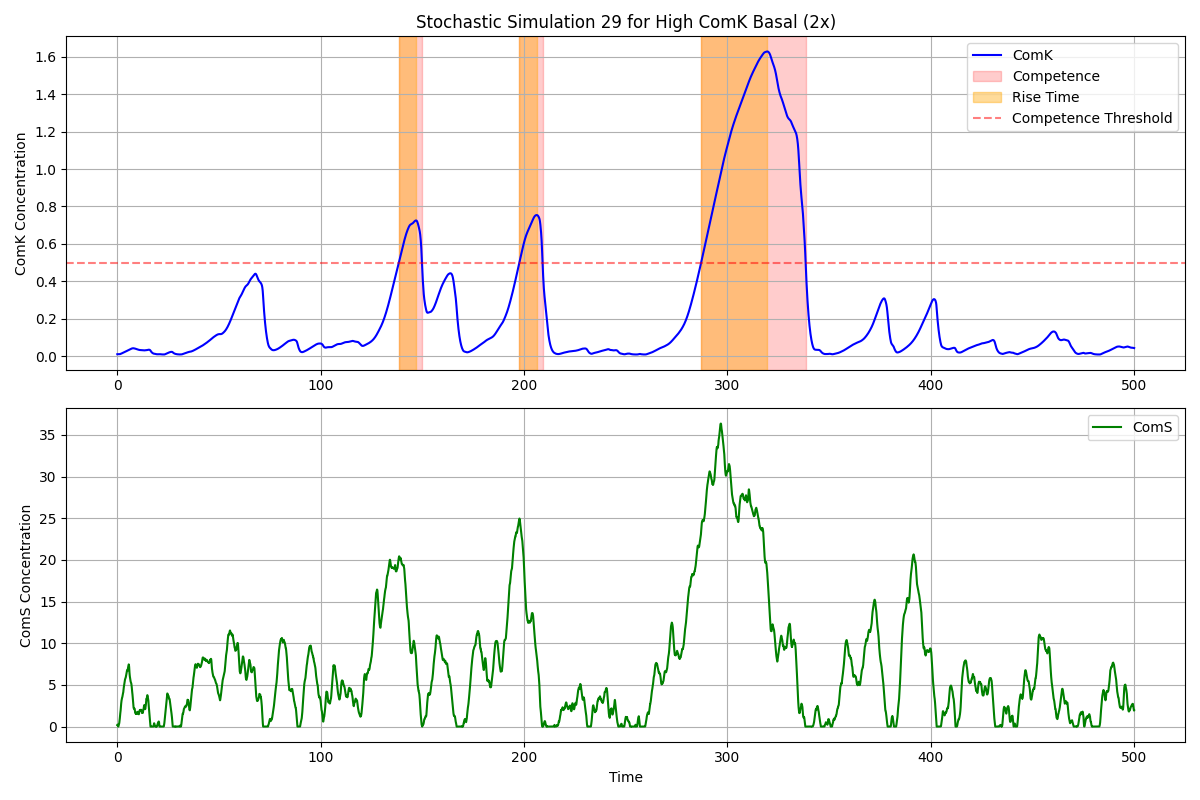 Stochastic Simulation 29 for High ComK Basal (2x)
ComK Concentration
1.6
1.4
1.2
1.0
0.8
0.6
0.4
0.2
0.0
ComK
Competence
Rise Time
Competence Threshold
0 100 200 300 400 500
ComS Concentration
35
30
25
20
15
10
5
0
ComS
0 100 200 300 400 500
Time